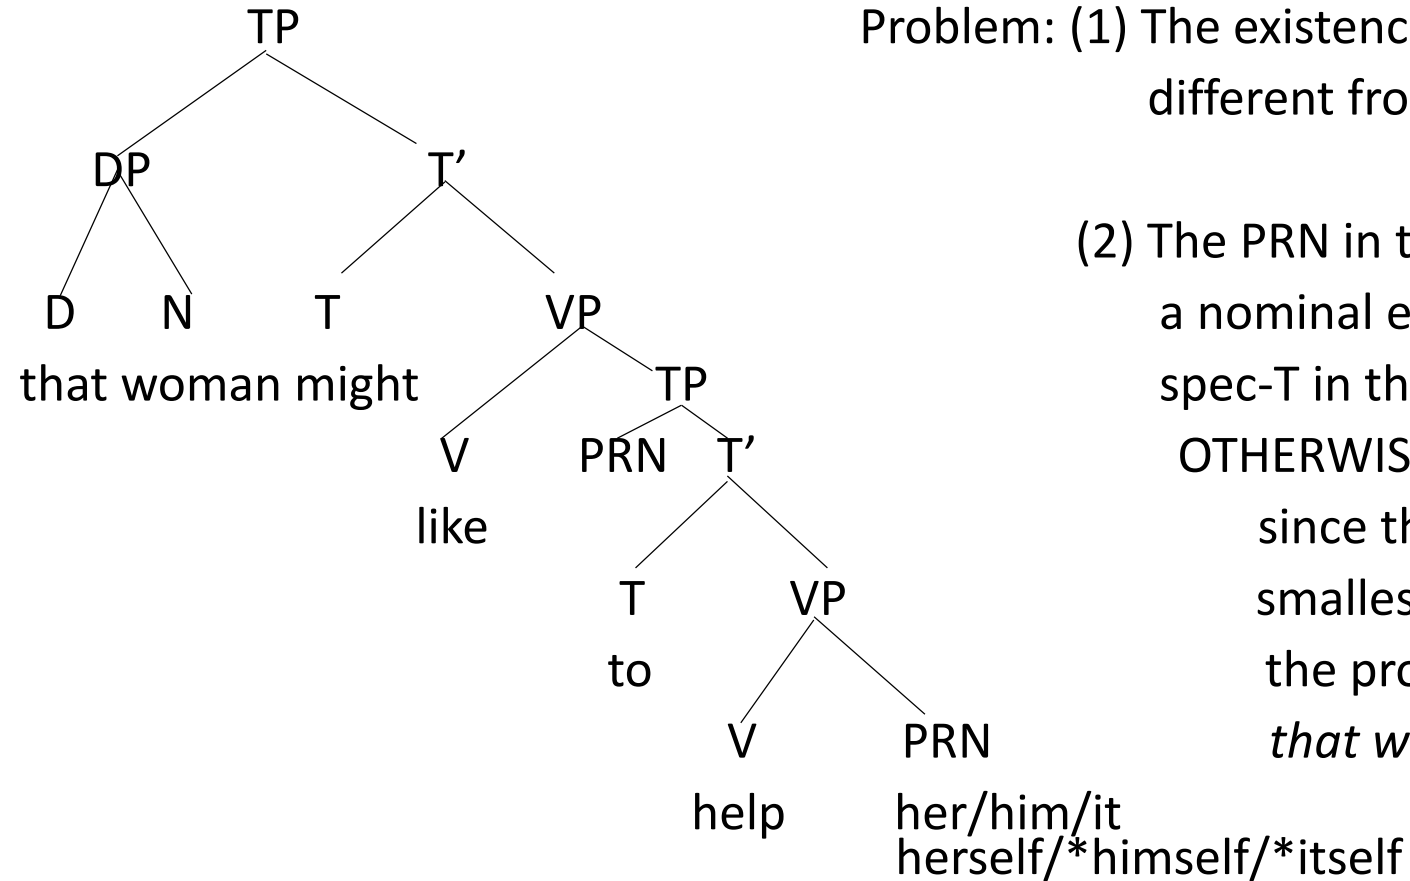 TP
DP T’
D N T VP
that woman might
TP
V PRN T’
like
T VP
to
V PRN
help her/him/it
herself/*himself/*itself
Problem: (1) The existenc
different fro
(2) The PRN in t
a nominal e
spec-T in th
OTHERWIS
since th
smalles
the pro
that w